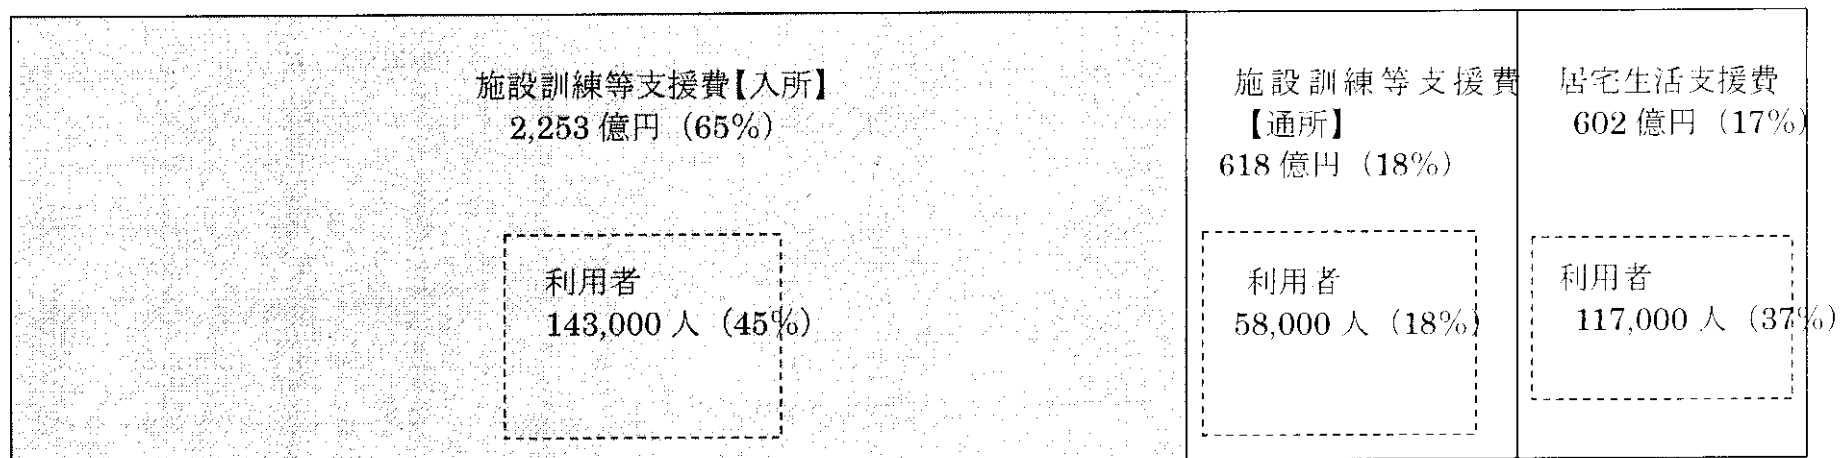 施設訓練等支援費【入所】
2,253 億円（65%）
利用者
143,000 人（45%）
施設訓練等支援費
【通所】
618 億円（18%）
利用者
58,000 人（18%）
居宅生活支援費
602 億円（17%）
利用者
117,000 人（37%）